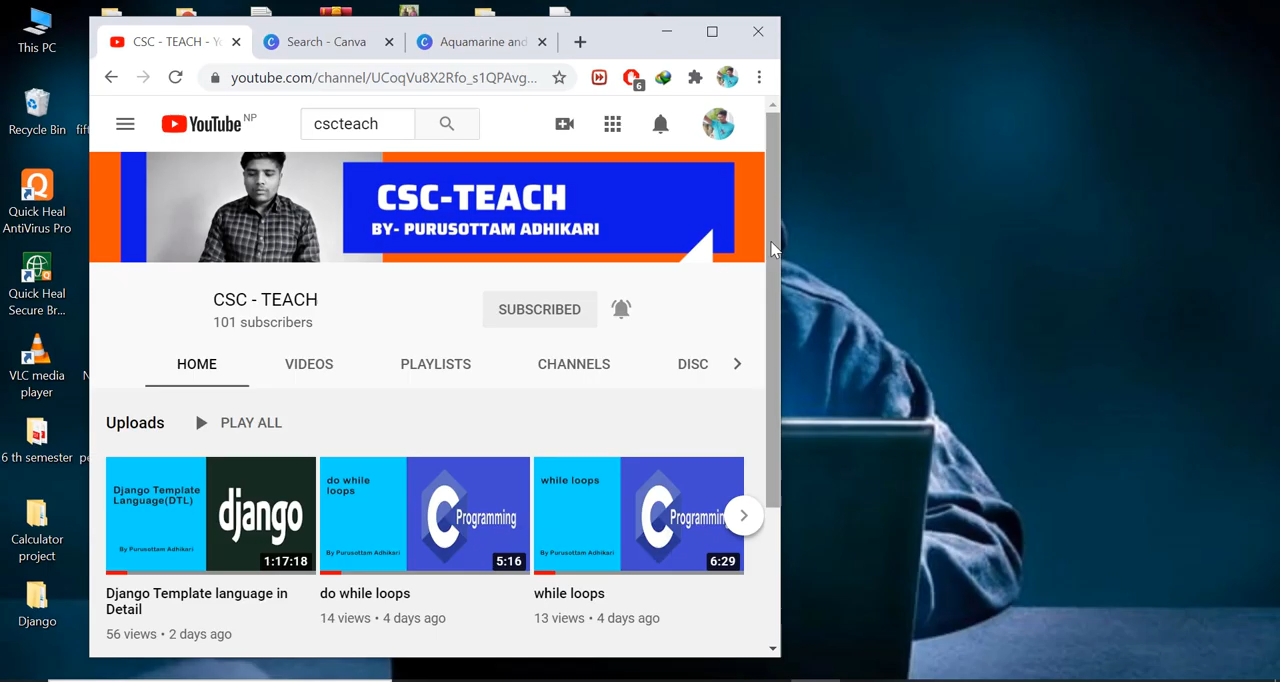 This PC
Recycle Bin
fift
Quick Heal
AntiVirus Pro
Quick Heal
Secure Br...
VLC media
player
6 th semester
pe
Calculator
project
Django
CSC - TEACH - Yo
Search - Canva
Aquamarine and
youtube.com/channel/UCoqVu8X2Rfo_s1QPAvg...
6
YouTube NP
cscteach
CSC-TEACH
BY- PURUSOTTAM ADHIKARI
CSC - TEACH
101 subscribers
SUBSCRIBED
HOME VIDEOS PLAYLISTS CHANNELS DISC
Uploads PLAY ALL
Django Template
Language(DTL)
django
By Purusottam Adhikari
1:17:18
do while
loops
C Programming
By Purusottam Adhikari
5:16
while loops
C Programmin
By Purusottam Adhikari
6:29
Django Template language in
Detail
56 views • 2 days ago
do while loops
14 views • 4 days ago
while loops
13 views • 4 days ago